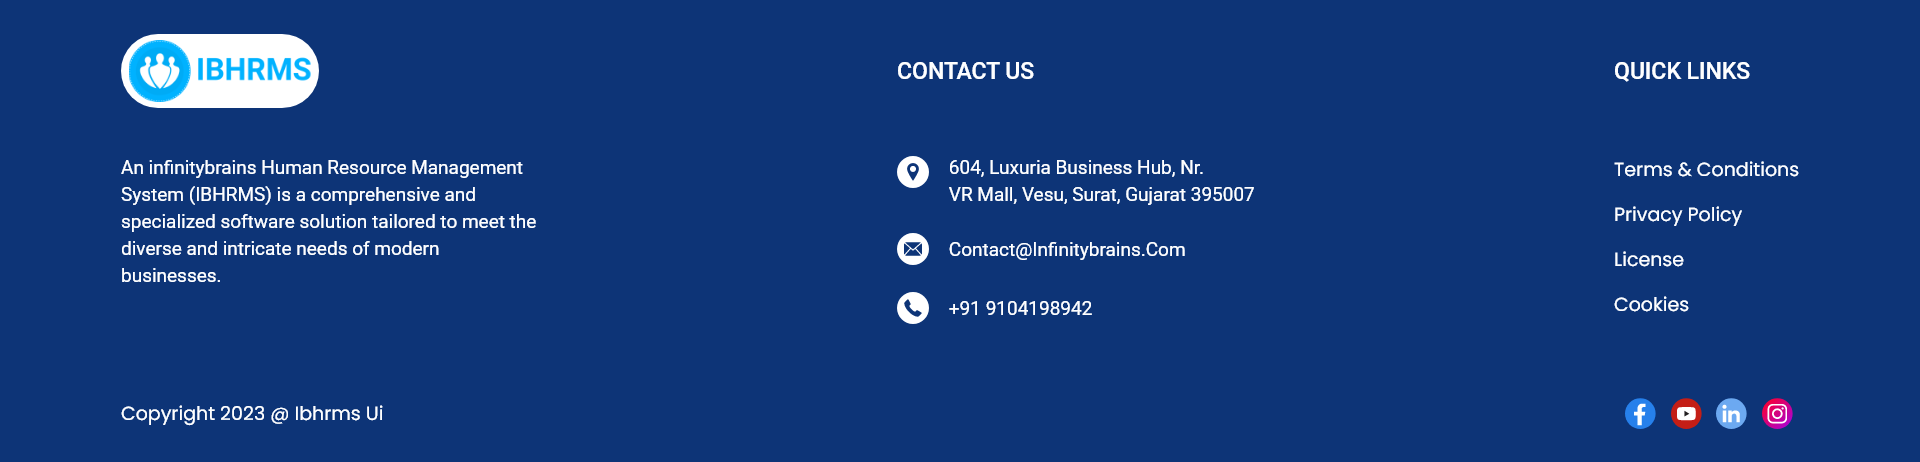 IBHRMS
An infinitybrains Human Resource Management
System (IBHRMS) is a comprehensive and
specialized software solution tailored to meet the
diverse and intricate needs of modern
businesses.
CONTACT US
604, Luxuria Business Hub, Nr.
VR Mall, Vesu, Surat, Gujarat 395007
Contact@Infinitybrains.Com
+91 9104198942
QUICK LINKS
Terms & Conditions
Privacy Policy
License
Cookies
Copyright 2023 @ Ibhrms Ui